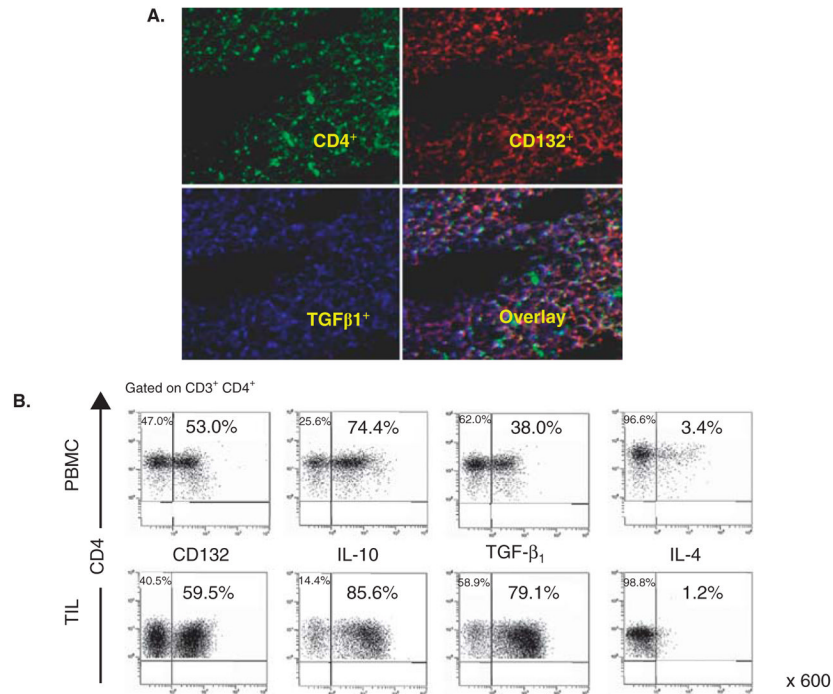 A.
CD4+ CD132+
TGFβ1+ Overlay
B.
Gated on CD3+ CD4+
PBMC
47.0% 53.0% 25.6% 74.4% 62.0% 38.0% 96.6% 3.4%
CD4
CD132 IL-10 TGF-β1 IL-4
TIL
40.5% 59.5% 14.4% 85.6% 58.9% 79.1% 98.8% 1.2%
x 600